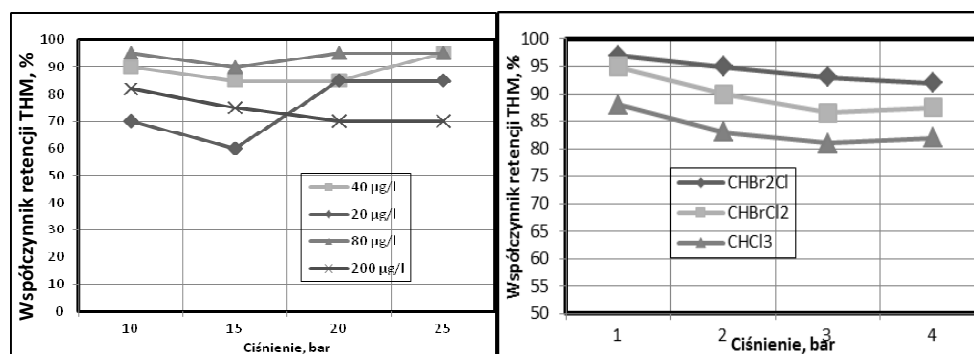 Współczynnik retencji THM, %
100
90
80
70
60
50
40
30
20
10
0
40 µg/l
20 µg/l
80 µg/l
200 µg/l
10 15 20 25
Ciśnienie, bar
Współczynnik retencji THM, %
100
95
90
85
80
75
70
65
60
55
50
CHBr2Cl
CHBrCl2
CHCl3
1 2 3 4
Ciśnienie, bar